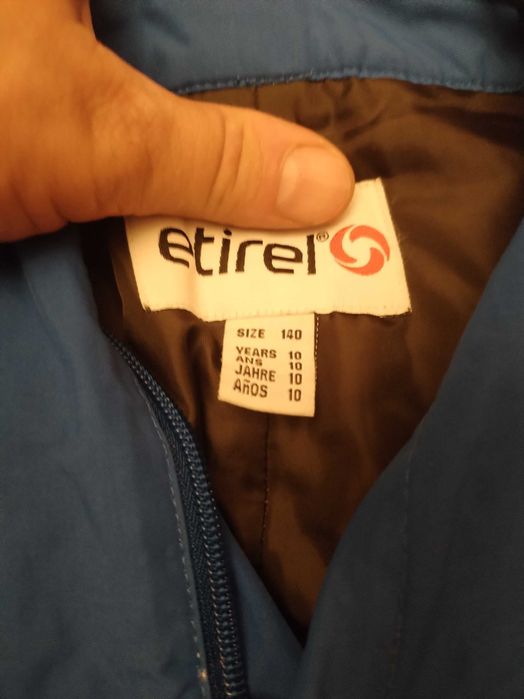 etirel®
SIZE 140
YEARS 10
ANS 10
JAHRE 10
AÑOS 10